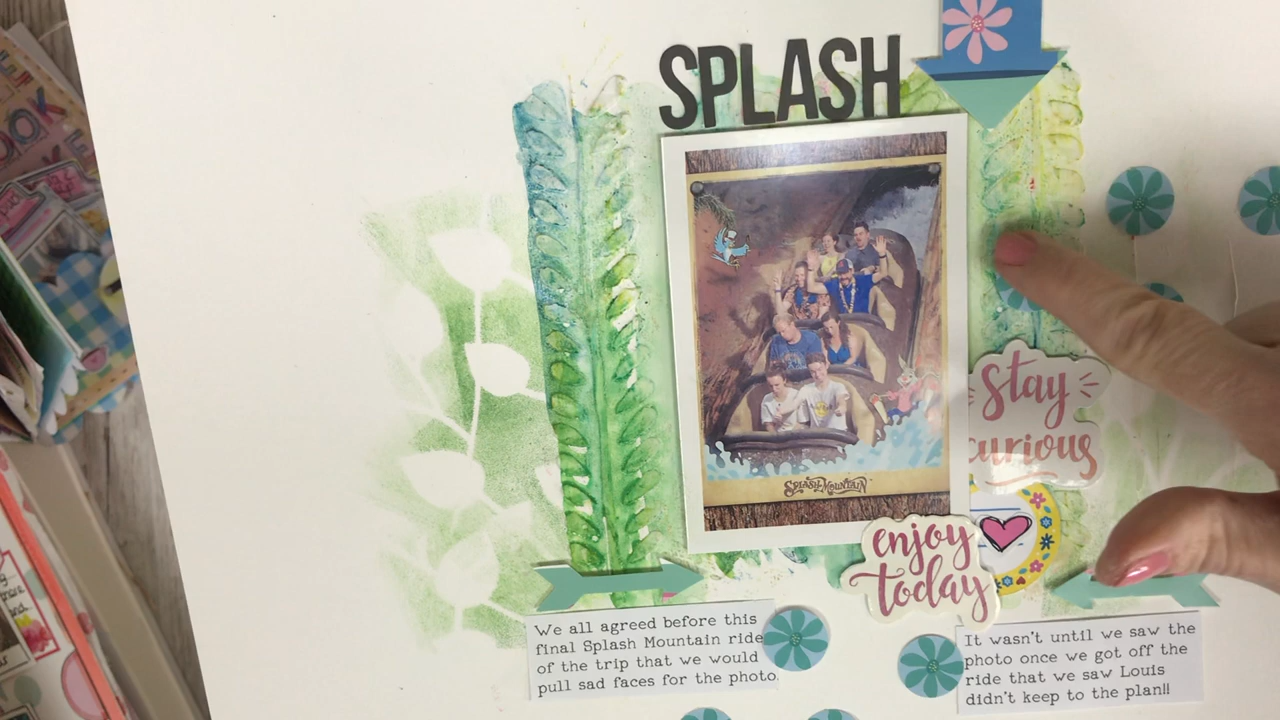 SPLASH
SPLASH MOUNTAIN
stay
curious
enjoy
today
We all agreed before this
final Splash Mountain ride
of the trip that we would
pull sad faces for the photo.
It wasn't until we saw the
photo once we got off the
ride that we saw Louis
didn't keep to the plan!!